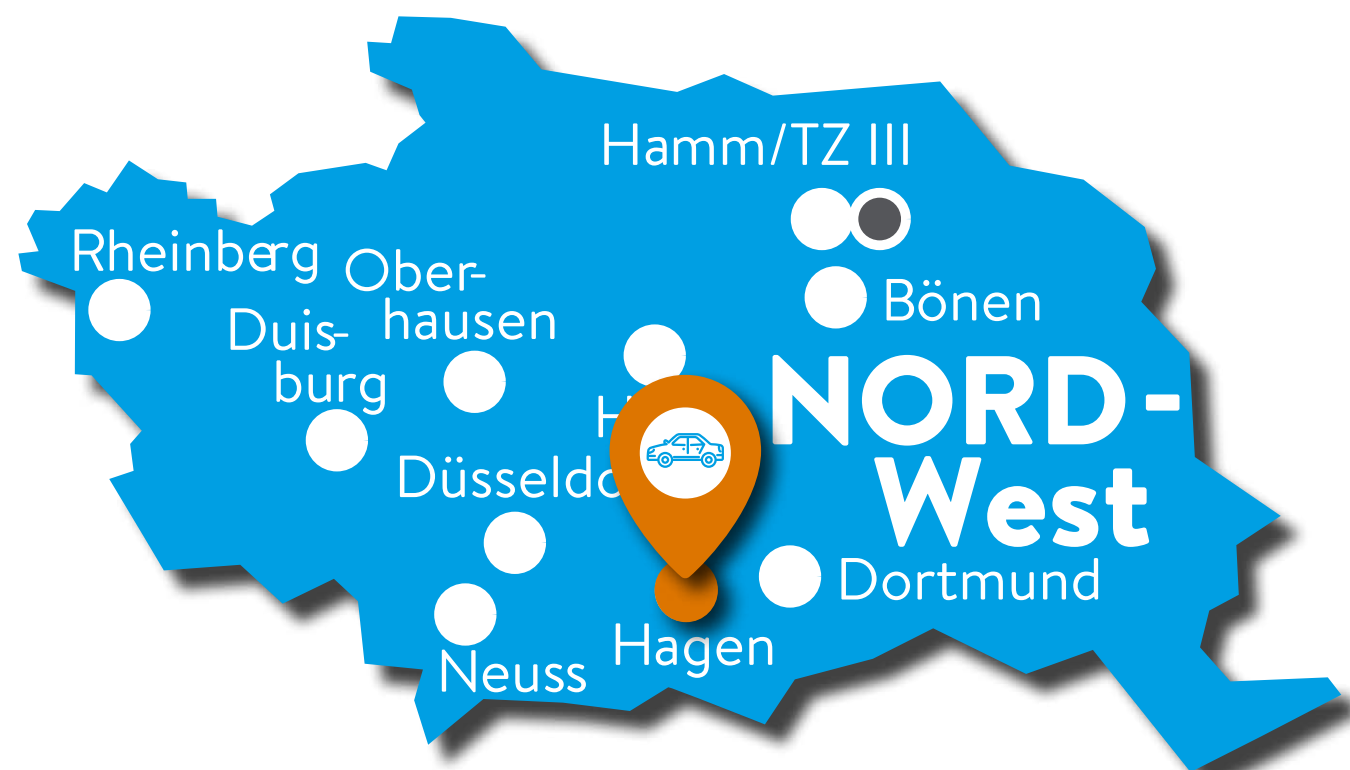 Hamm/TZ III
Rheinberg
Ober-
hausen
Duis-
burg
Bönen
NORD-
West
Dortmund
Hagen
Neuss